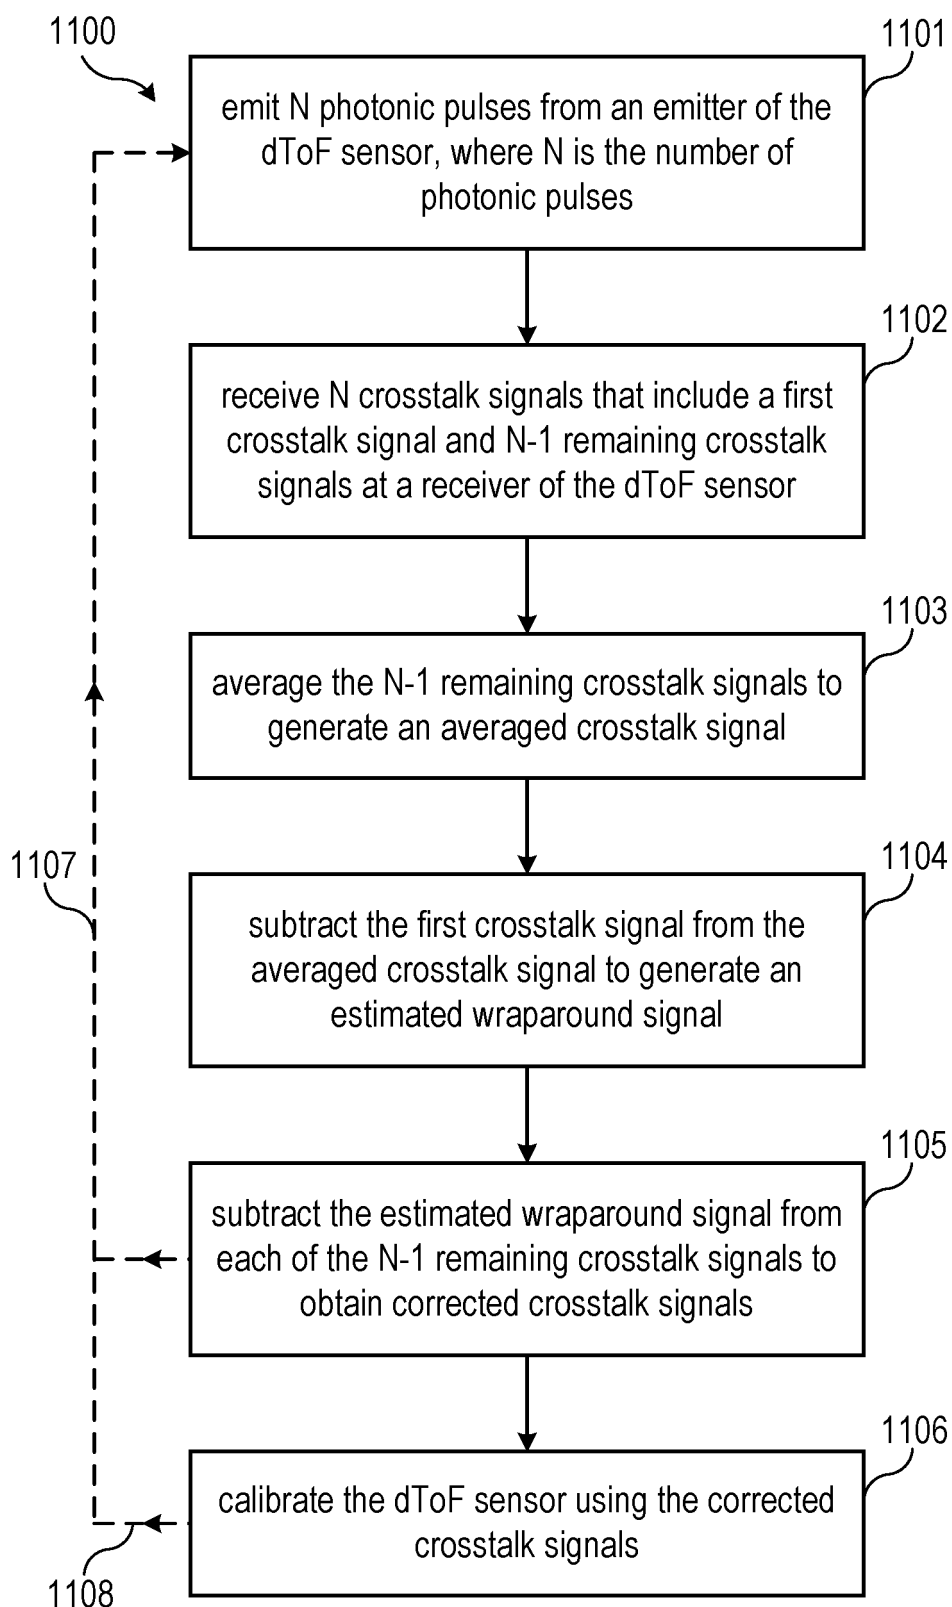 1100
1101
emit N photonic pulses from an emitter of the
dToF sensor, where N is the number of
photonic pulses
1102
receive N crosstalk signals that include a first
crosstalk signal and N-1 remaining crosstalk
signals at a receiver of the dToF sensor
1103
average the N-1 remaining crosstalk signals to
generate an averaged crosstalk signal
1107
1104
subtract the first crosstalk signal from the
averaged crosstalk signal to generate an
estimated wraparound signal
1105
subtract the estimated wraparound signal from
each of the N-1 remaining crosstalk signals to
obtain corrected crosstalk signals
1106
calibrate the dToF sensor using the corrected
crosstalk signals
1108